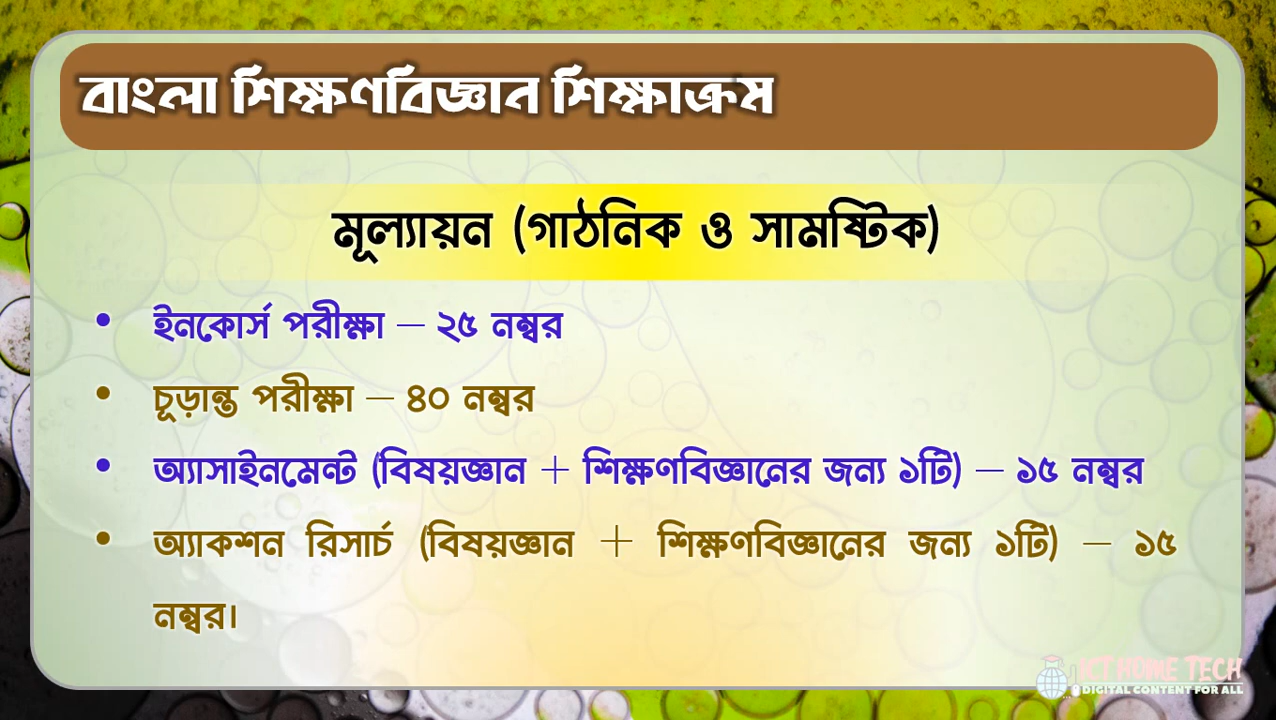 বাংলা শিক্ষণবিজ্ঞান শিক্ষাক্রম
মূল্যায়ন (গাঠনিক ও সামষ্টিক)
• ইনকোর্স পরীক্ষা – ২৫ নম্বর
• চূড়ান্ত পরীক্ষা – ৪০ নম্বর
• অ্যাসাইনমেন্ট (বিষয়জ্ঞান + শিক্ষণবিজ্ঞানের জন্য ১টি) – ১৫ নম্বর
• অ্যাকশন রিসার্চ (বিষয়জ্ঞান + শিক্ষণবিজ্ঞানের জন্য ১টি) – ১৫
নম্বর।
ICT HOME TECH
DIGITAL CONTENT FOR ALL